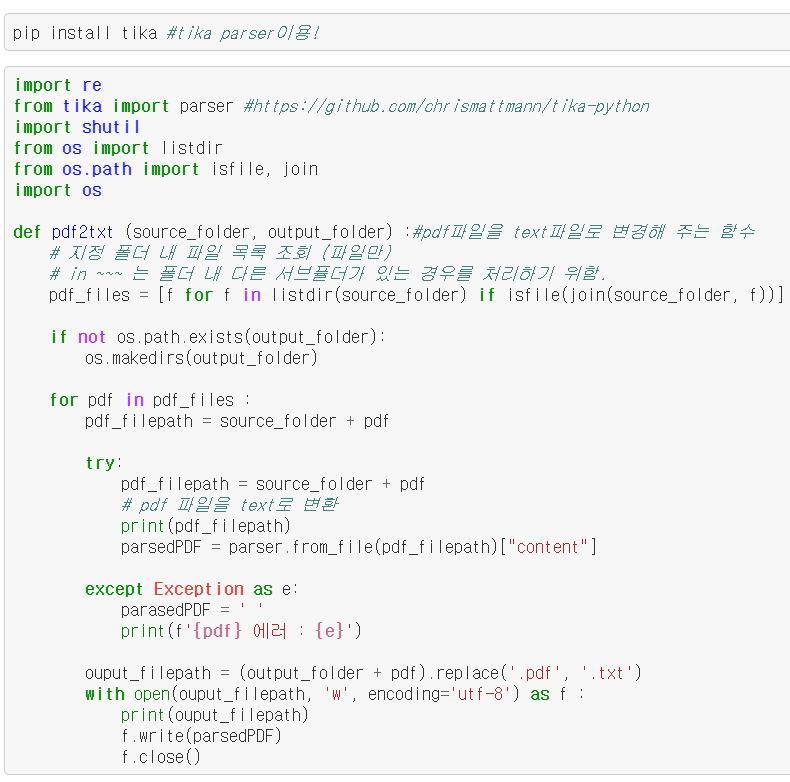 pip install tika #tika parser이용!
import re
from tika import parser #https://github.com/chrismattmann/tika-python
import shutil
from os import listdir
from os.path import isfile, join
import os
def pdf2txt (source_folder, output_folder) :#pdf파일을 text파일로 변경해 주는 함수
    # 지정 폴더 내 파일 목록 조회 (파일만)
    # in ~~~ 는 폴더 내 다른 서브폴더가 있는 경우를 처리하기 위함.
    pdf_files = [f for f in listdir(source_folder) if isfile(join(source_folder, f))]
    if not os.path.exists(output_folder):
        os.makedirs(output_folder)
    for pdf in pdf_files :
        pdf_filepath = source_folder + pdf
        try:
            pdf_filepath = source_folder + pdf
            # pdf 파일을 text로 변환
            print(pdf_filepath)
            parsedPDF = parser.from_file(pdf_filepath)["content"]
        except Exception as e:
            parasedPDF = ' '
            print(f'{pdf} 에러 : {e}')
        ouput_filepath = (output_folder + pdf).replace('.pdf', '.txt')
        with open(ouput_filepath, 'w', encoding='utf-8') as f :
            print(ouput_filepath)
            f.write(parsedPDF)
            f.close()